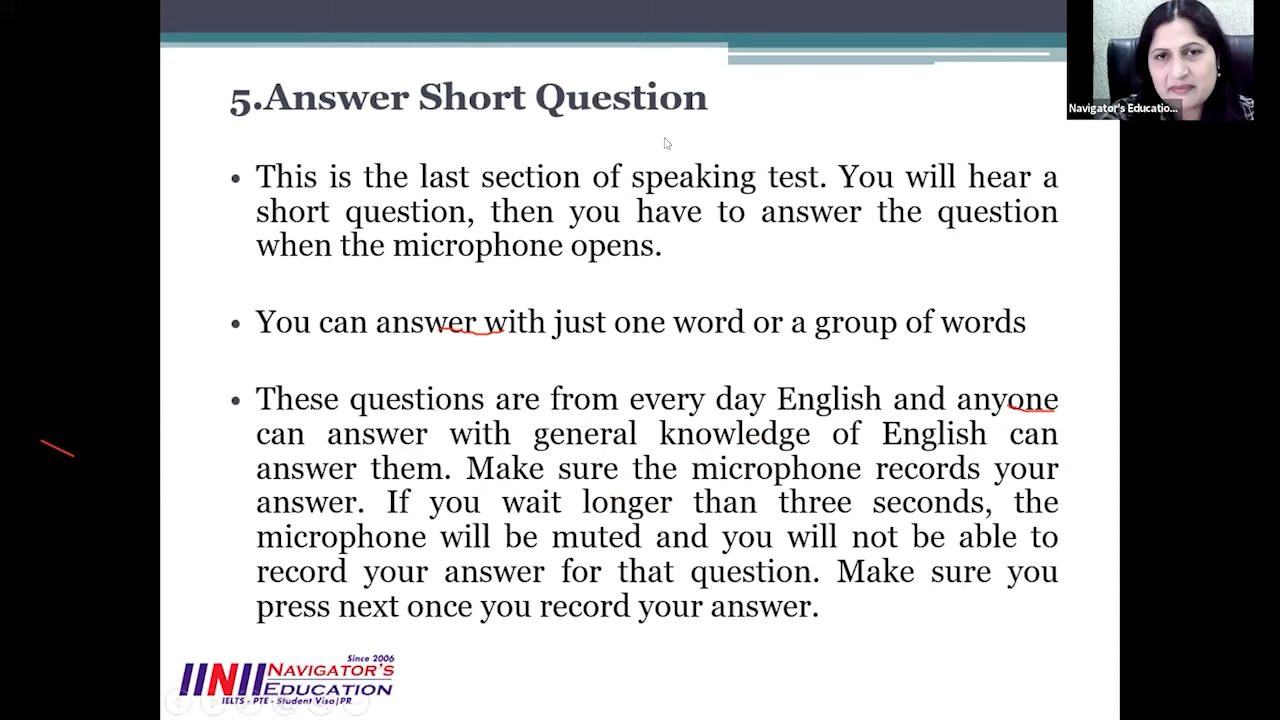 5.Answer Short Question
Navigator's Educatio...
• This is the last section of speaking test. You will hear a
short question, then you have to answer the question
when the microphone opens.
• You can answer with just one word or a group of words
• These questions are from every day English and anyone
can answer with general knowledge of English can
answer them. Make sure the microphone records your
answer. If you wait longer than three seconds, the
microphone will be muted and you will not be able to
record your answer for that question. Make sure you
press next once you record your answer.
Since 2006
NAVIGATOR'S
EDUCATION
IELTS - PTE - Student Visa|PR